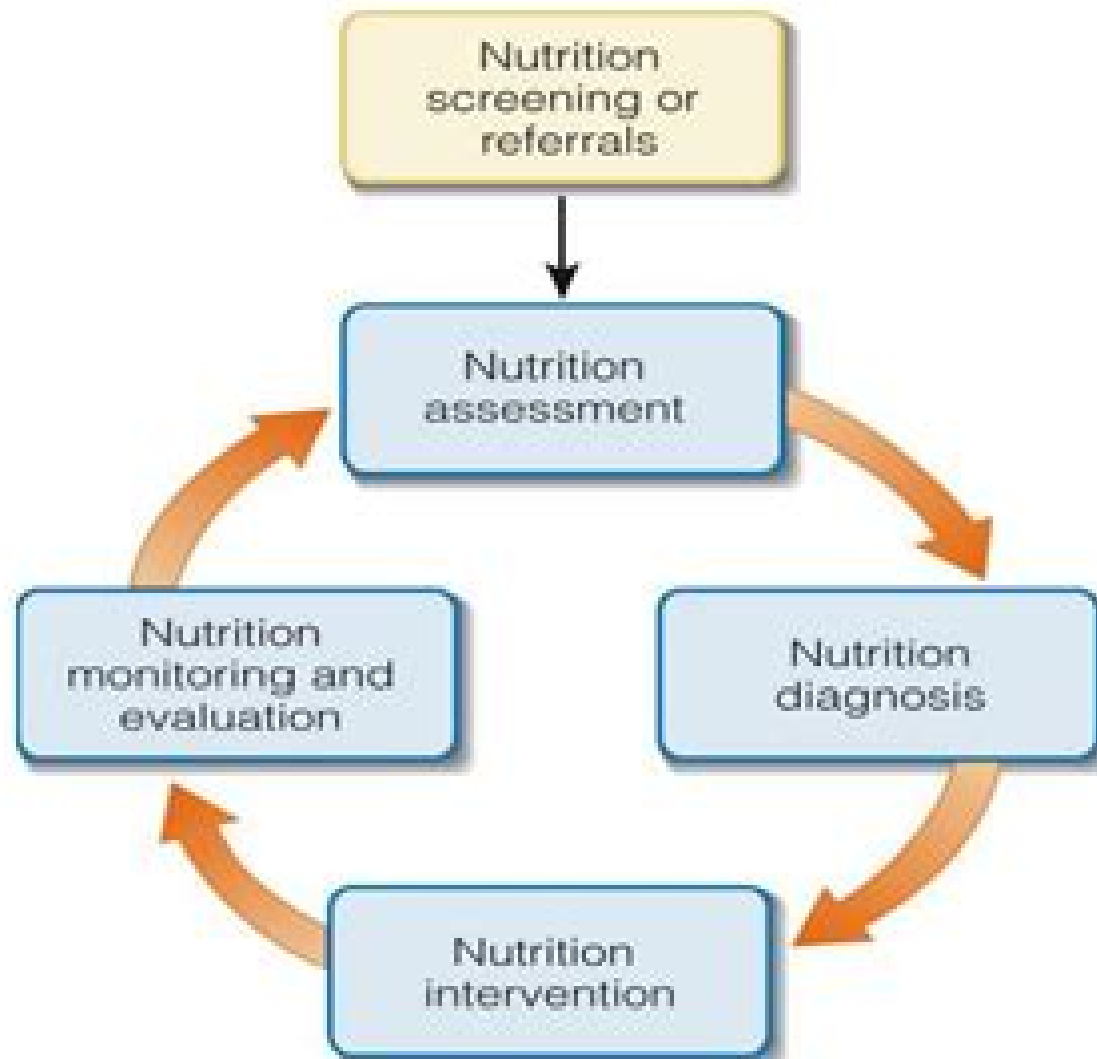 Nutrition
screening or
referrals
Nutrition
assessment
Nutrition
diagnosis
Nutrition
intervention
Nutrition
monitoring and
evaluation